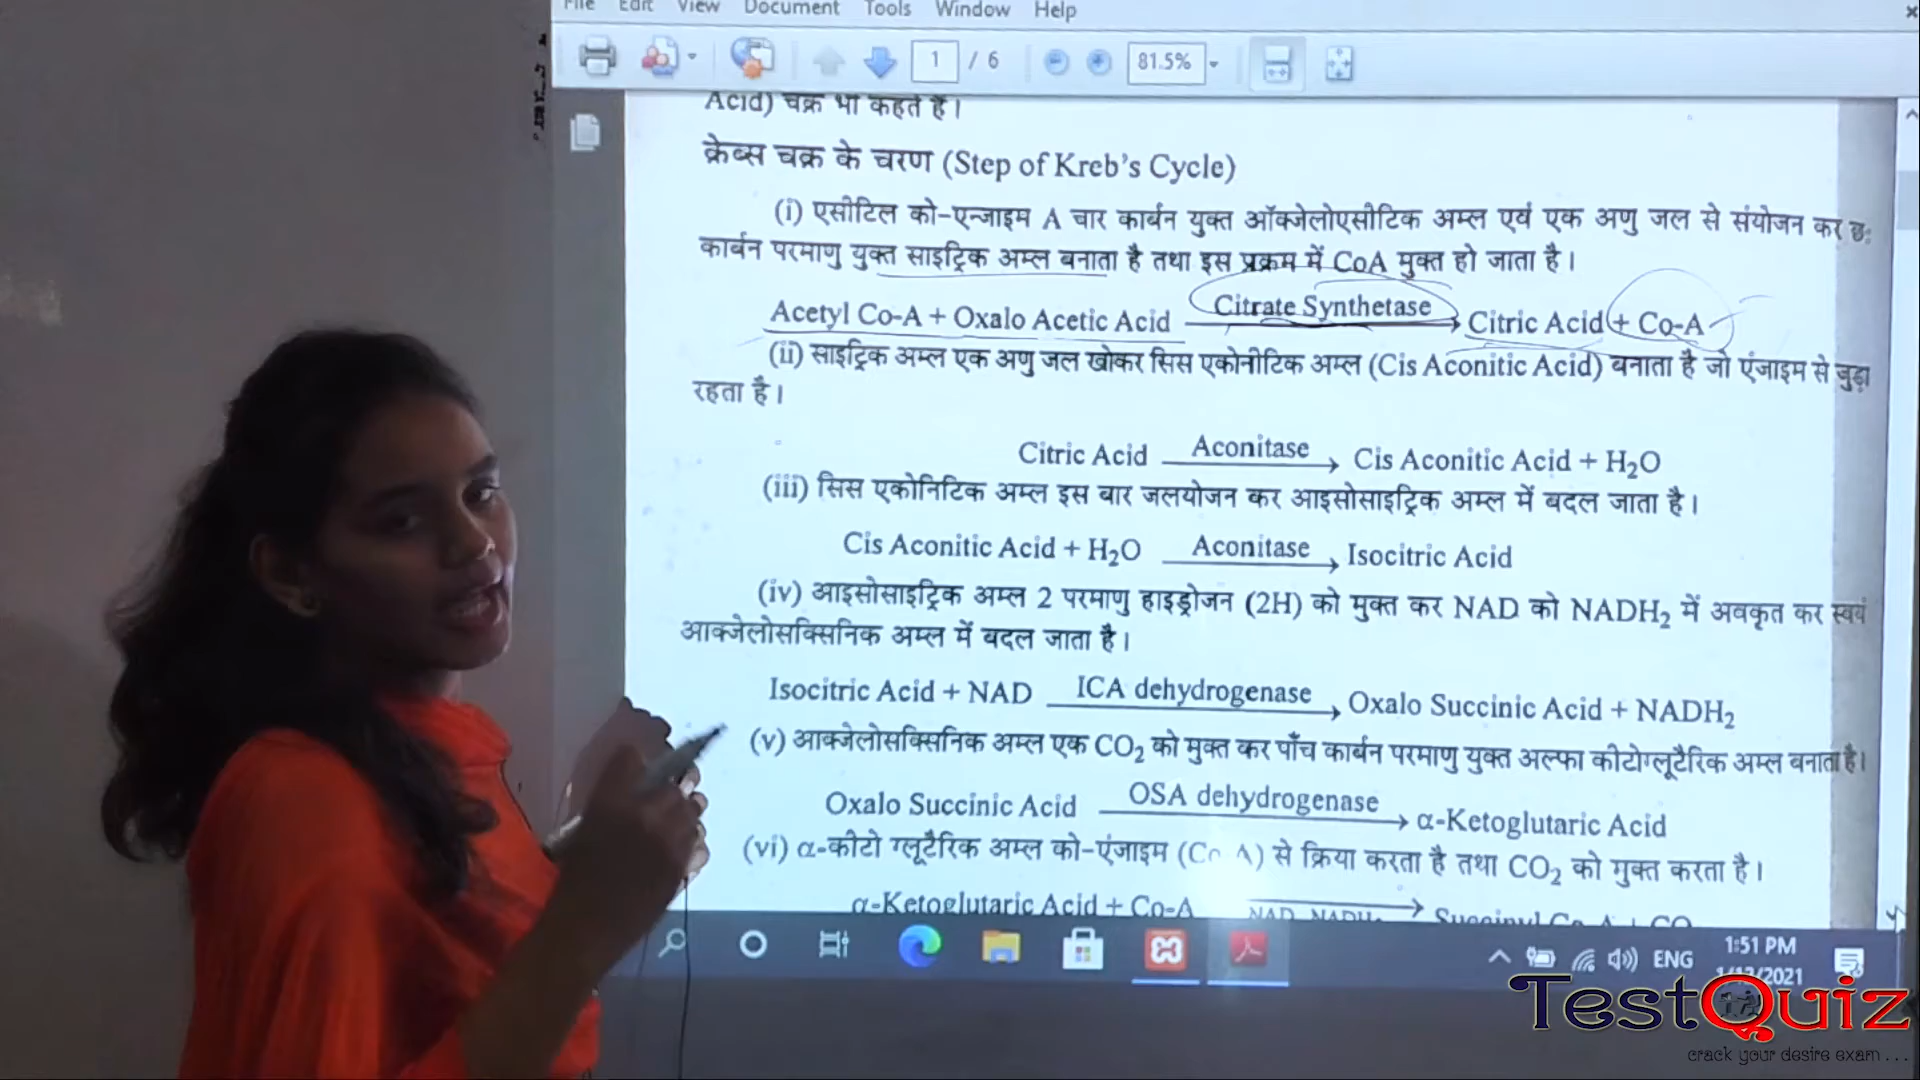 File Edit View Document Tools Window Help
1 / 6 81.5%
Acid) चक्र भी कहते हैं।
क्रेब्स चक्र के चरण (Step of Kreb's Cycle)
(i) एसीटिल को-एन्जाइम A चार कार्बन युक्त ऑक्जेलोएसीटिक अम्ल एवं एक अणु जल से संयोजन कर छः
कार्बन परमाणु युक्त साइट्रिक अम्ल बनाता है तथा इस प्रक्रम में CoA मुक्त हो जाता है।
Acetyl Co-A + Oxalo Acetic Acid Citrate Synthetase Citric Acid + Co-A
(ii) साइट्रिक अम्ल एक अणु जल खोकर सिस एकोनीटिक अम्ल (Cis Aconitic Acid) बनाता है जो एंजाइम से जुड़ा
रहता है।
Citric Acid Aconitase Cis Aconitic Acid + H₂O
(iii) सिस एकोनिटिक अम्ल इस बार जलयोजन कर आइसोसाइट्रिक अम्ल में बदल जाता है।
Cis Aconitic Acid + H₂O Aconitase Isocitric Acid
(iv) आइसोसाइट्रिक अम्ल 2 परमाणु हाइड्रोजन (2H) को मुक्त कर NAD को NADH₂ में अवकृत कर स्वयं
आक्जेलोसक्सिनिक अम्ल में बदल जाता है।
Isocitric Acid + NAD ICA dehydrogenase Oxalo Succinic Acid + NADH₂
(v) आक्जेलोसक्सिनिक अम्ल एक CO₂ को मुक्त कर पाँच कार्बन परमाणु युक्त अल्फा कीटोग्लूटैरिक अम्ल बनाता है।
Oxalo Succinic Acid OSA dehydrogenase α-Ketoglutaric Acid
(vi) α-कीटो ग्लूटैरिक अम्ल को-एंजाइम (Co A) से क्रिया करता है तथा CO₂ को मुक्त करता है।
α-Ketoglutaric Acid + Co-A
ENG 1:51 PM
TestQuiz
crack your desire exam . . .